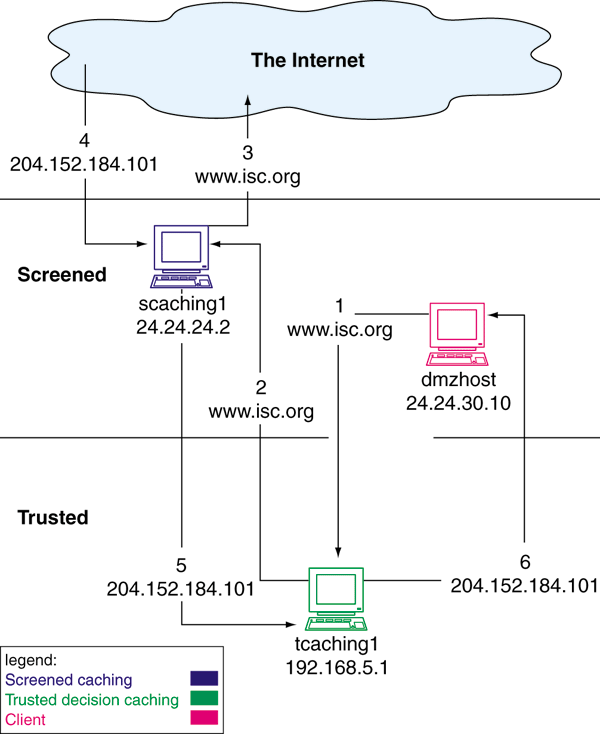 The Internet
4
204.152.184.101
3
www.isc.org
Screened
scaching1
24.24.24.2
1
www.isc.org
dmzhost
24.24.30.10
2
www.isc.org
Trusted
5
204.152.184.101
6
204.152.184.101
tcaching1
192.168.5.1
legend:
Screened caching
Trusted decision caching
Client